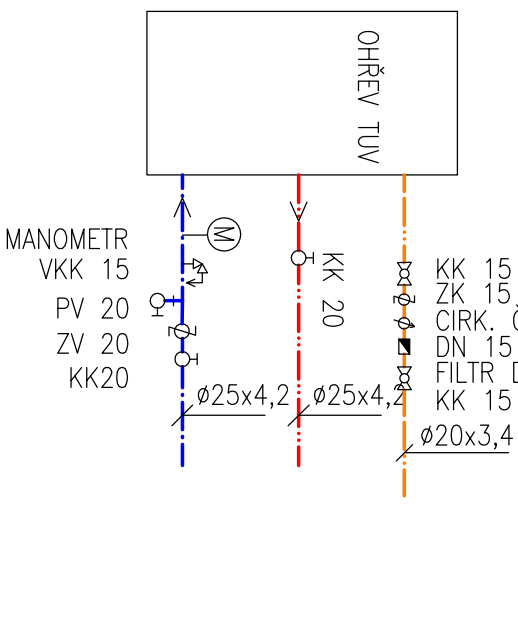 OHŘEV TUV
M
MANOMETR
VKK 15
PV 20
ZV 20
KK20
KK 20
KK 15
ZK 15
CIRK.
DN 15
FILTR
KK 15
ø25x4,2
ø25x4,2
ø20x3,4